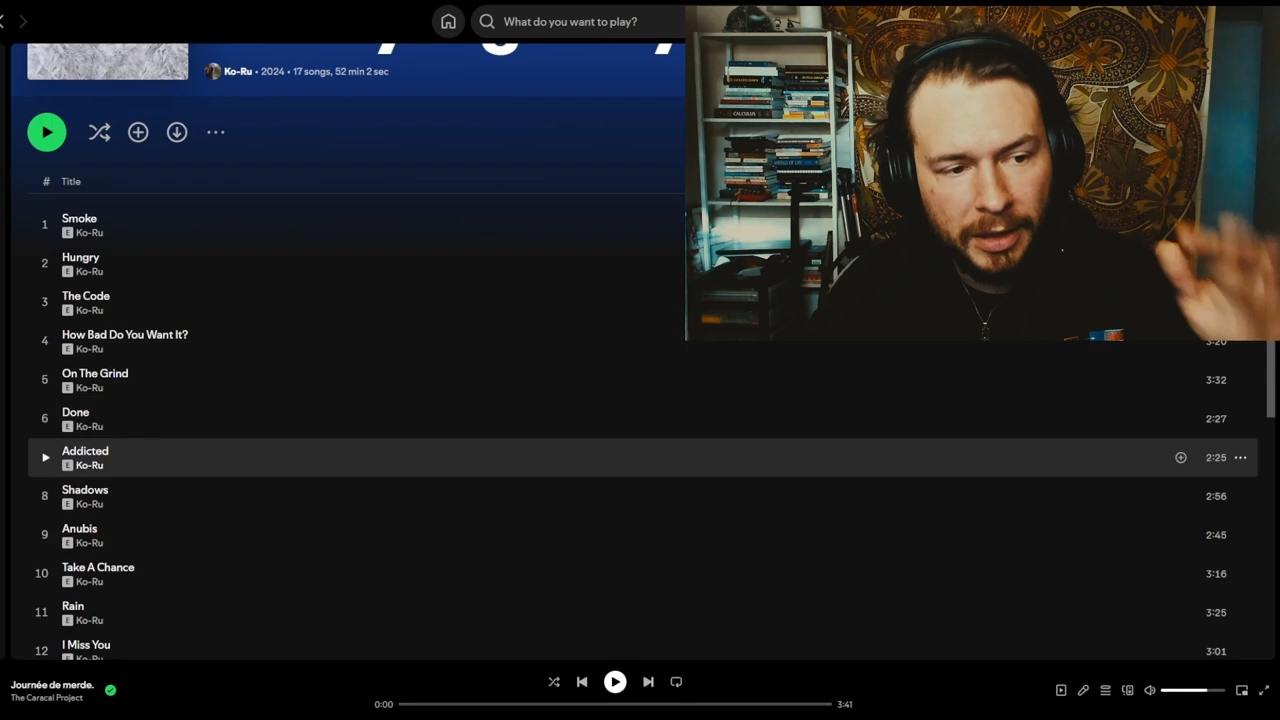 What do you want to play?
Ko-Ru • 2024 • 17 songs, 52 min 2 sec
# Title
1 Smoke
E Ko-Ru
2 Hungry
E Ko-Ru
3 The Code
E Ko-Ru
4 How Bad Do You Want It?
E Ko-Ru
3:20
5 On The Grind 3:32
E Ko-Ru
6 Done 2:27
E Ko-Ru
Addicted 2:25
E Ko-Ru
8 Shadows 2:56
E Ko-Ru
9 Anubis 2:45
E Ko-Ru
10 Take A Chance 3:16
E Ko-Ru
11 Rain 3:25
E Ko-Ru
12 I Miss You 3:01
E Ko-Ru
Journée de merde.
The Caracal Project
0:00 3:41
CALCULUS